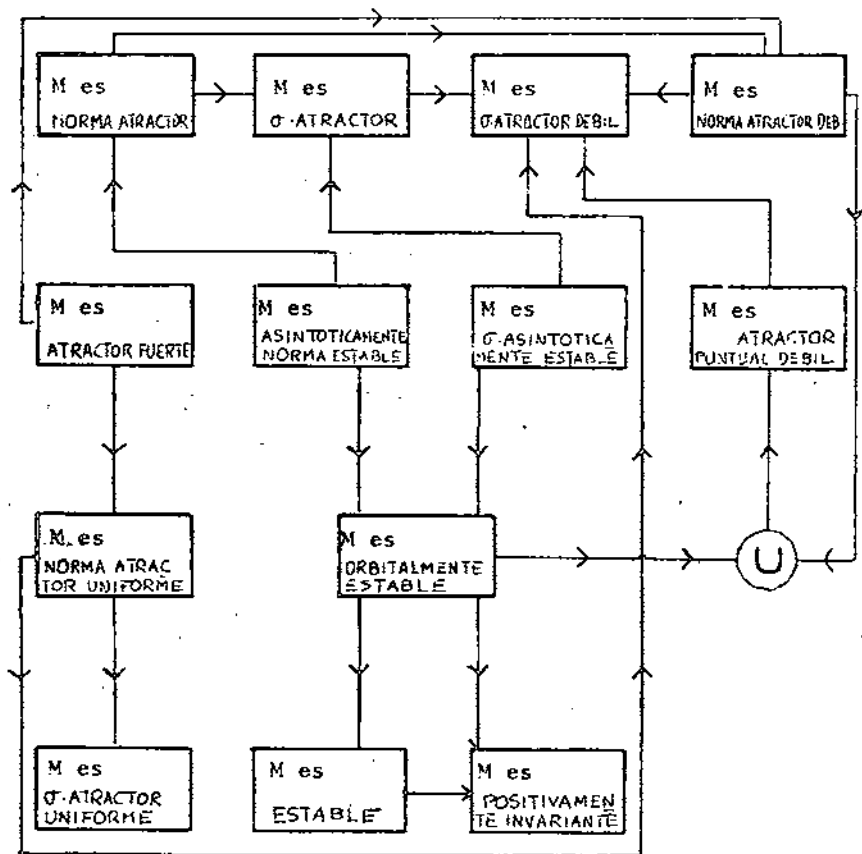 M es
NORMA ATRACTOR
M es
σ-ATRACTOR
M es
σ-ATRACTOR DEBIL
M es
NORMA ATRACTOR DEB
M es
ATRACTOR FUERTE
M es
ASINTOTICAMENTE
NORMA ESTABLE
M es
σ-ASINTOTICA
MENTE ESTABLE
M es
ATRACTOR
PUNTUAL DEBIL
M es
NORMA ATRAC
TOR UNIFORME
M es
ORBITALMENTE
ESTABLE
U
M es
σ-ATRACTOR
UNIFORME
M es
ESTABLE
M es
POSITIVAMEN
TE INVARIANTE